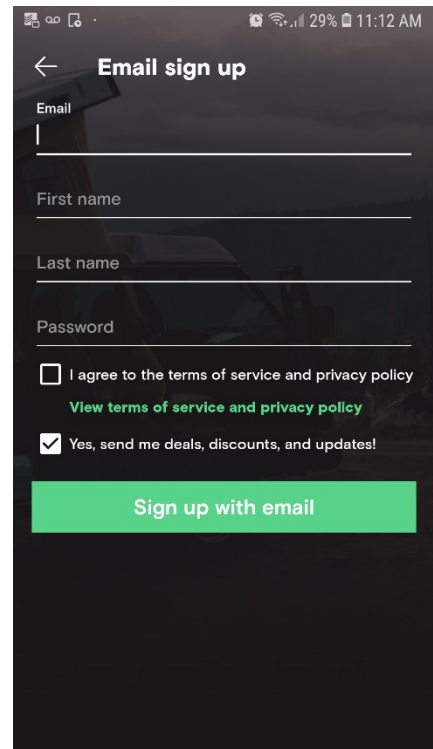 29% 11:12 AM
Email sign up
Email
First name
Last name
Password
I agree to the terms of service and privacy policy
View terms of service and privacy policy
Yes, send me deals, discounts, and updates!
Sign up with email